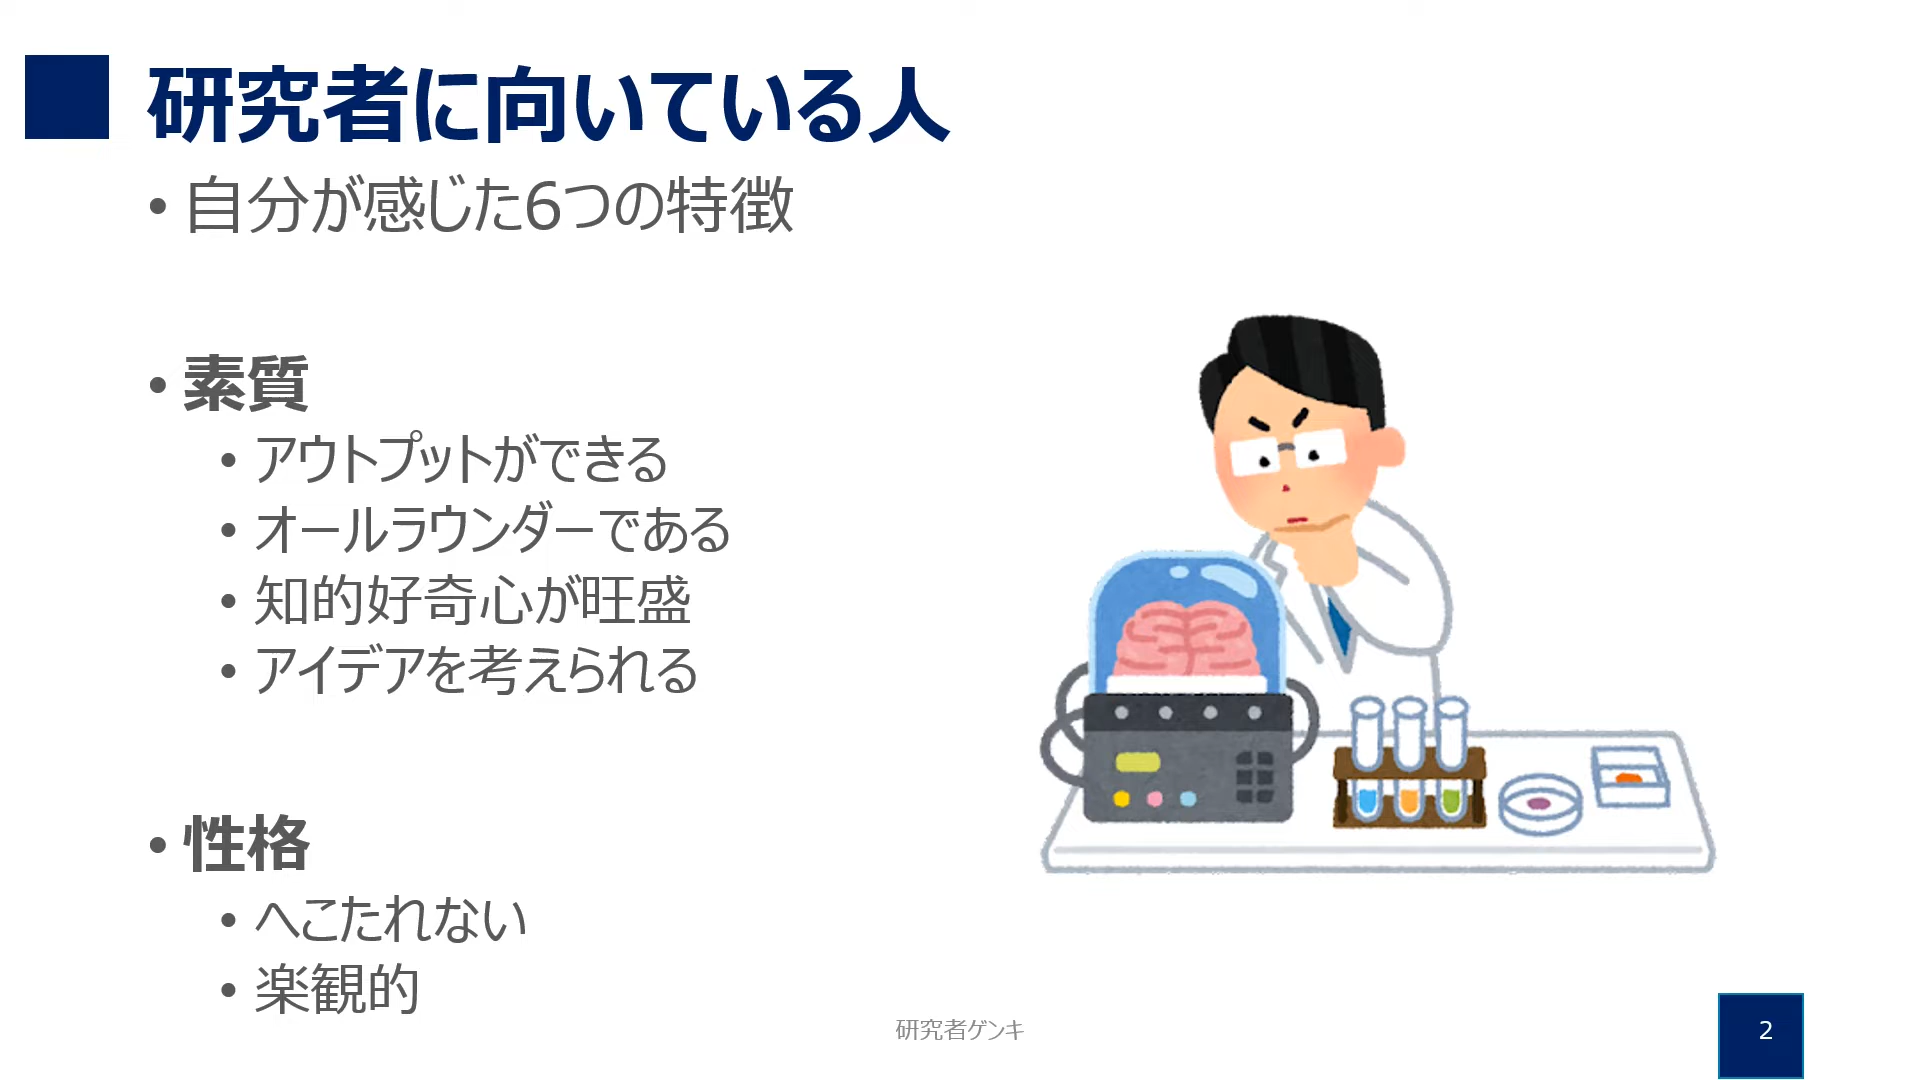 研究者に向いている人
• 自分が感じた6つの特徴
• 素質
• アウトプットができる
• オールラウンダーである
• 知的好奇心が旺盛
• アイデアを考えられる
• 性格
• へこたれない
• 楽観的
研究者ゲンキ
2